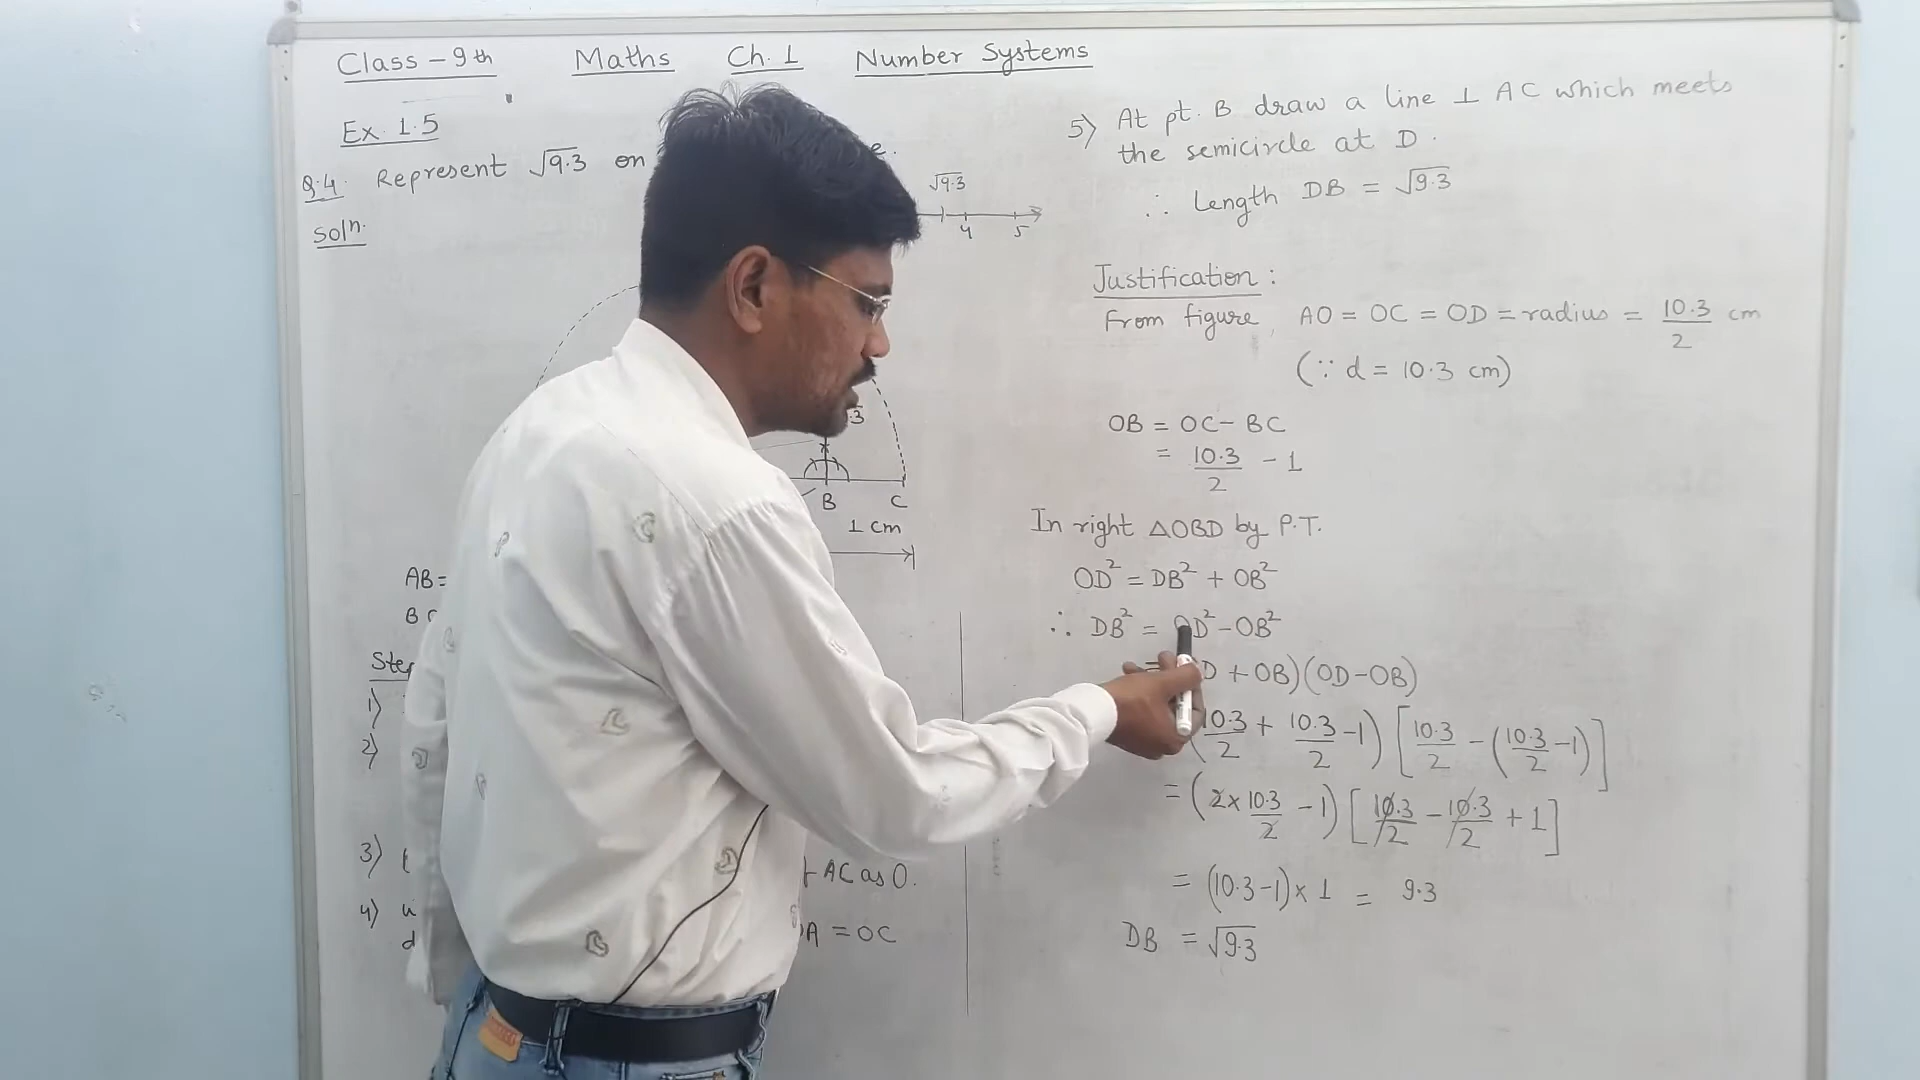 Class - 9th Maths Ch. 1 Number Systems
Ex. 1.5
Q.4. Represent √9.3 on
Soln.
√9.3
4 5
B C
1 cm
AB =
1)
2)
3) AC as O.
4) = OC
5) At pt. B draw a line ⊥ AC which meets
the semicircle at D.
∴ Length DB = √9.3
Justification :
From figure, AO = OC = OD = radius = 10.3/2 cm
(∵ d = 10.3 cm)
OB = OC - BC
= 10.3/2 - 1
In right △OBD by P.T.
OD² = DB² + OB²
∴ DB² = OD² - OB²
= + OB)(OD - OB)
(10.3/2 + 10.3/2 - 1) [10.3/2 - (10.3/2 - 1)]
= (2 × 10.3/2 - 1) [10.3/2 - 10.3/2 + 1]
= (10.3 - 1) × 1 = 9.3
DB = √9.3